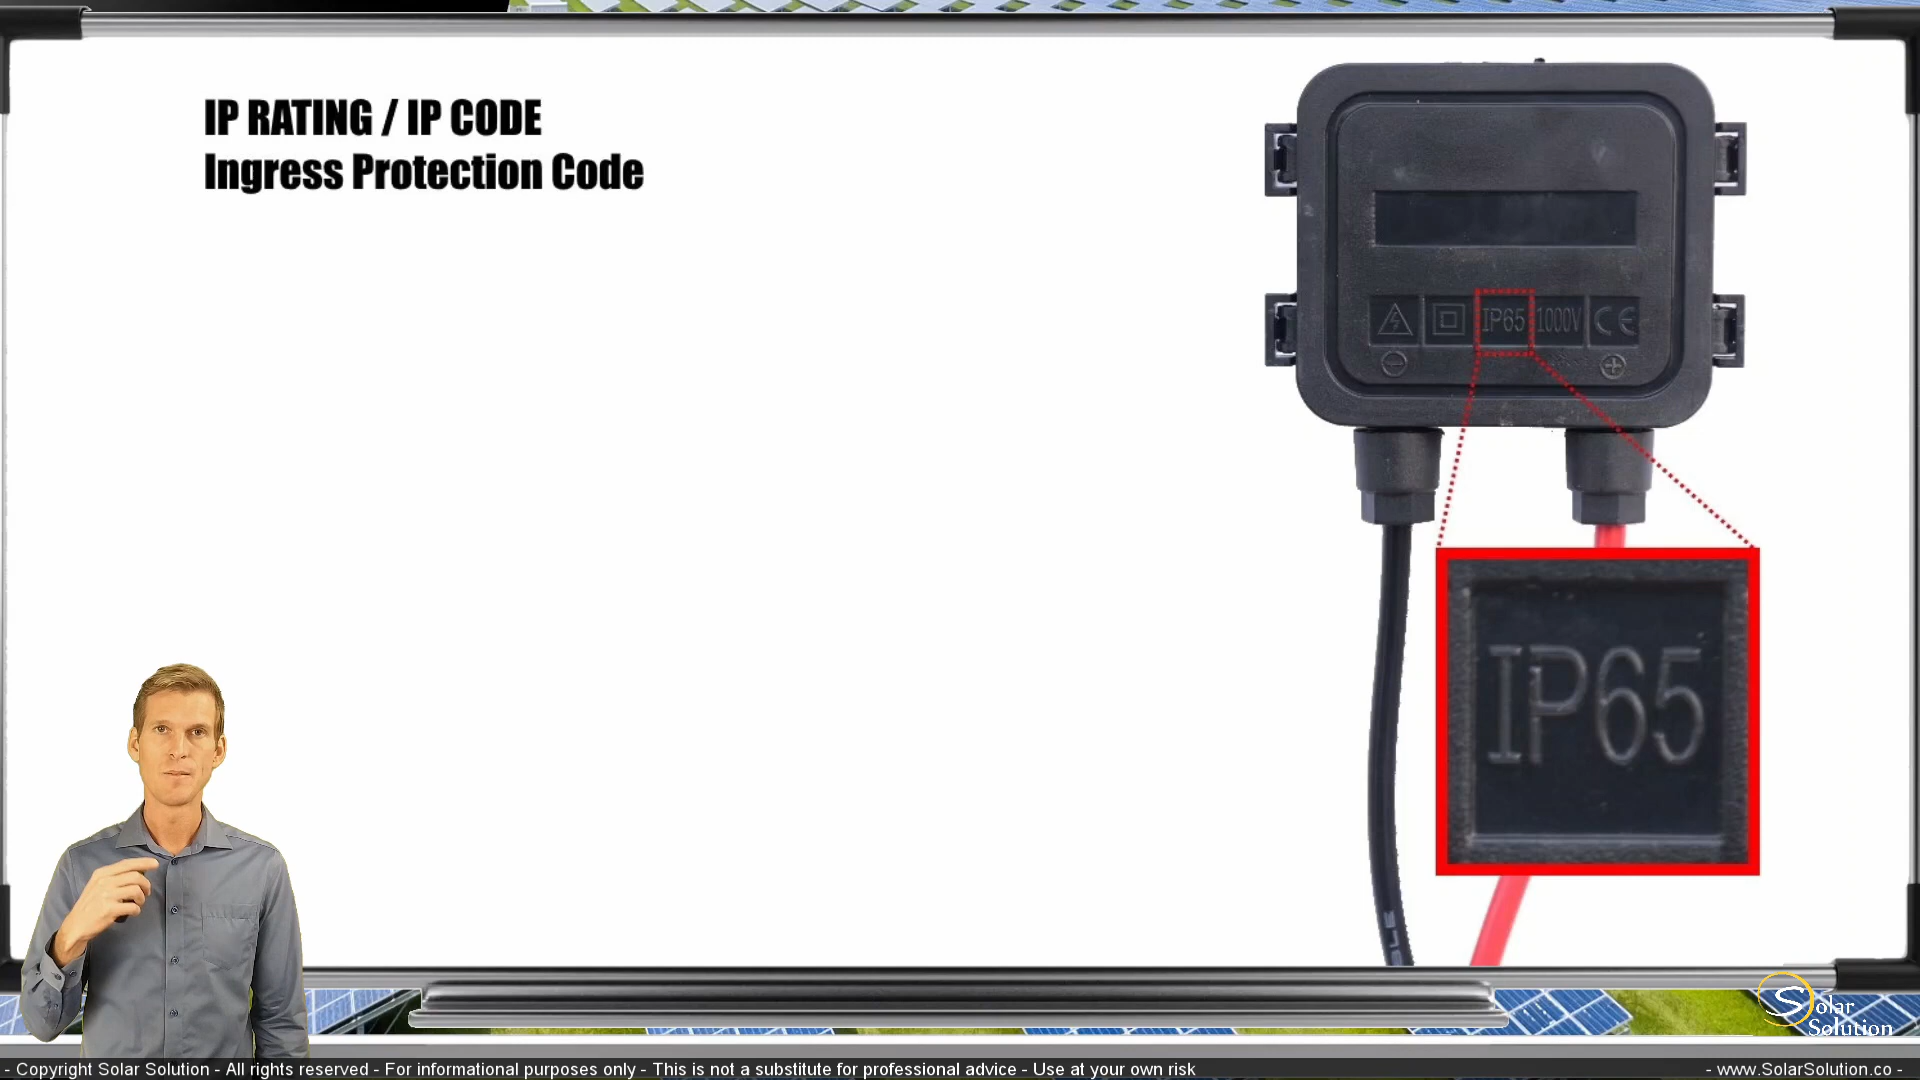 IP RATING / IP CODE
Ingress Protection Code
IP65 1000V CE
IP65
Solar
Solution
- Copyright Solar Solution - All rights reserved - For informational purposes only - This is not a substitute for professional advice - Use at your own risk
- www.SolarSolution.co -